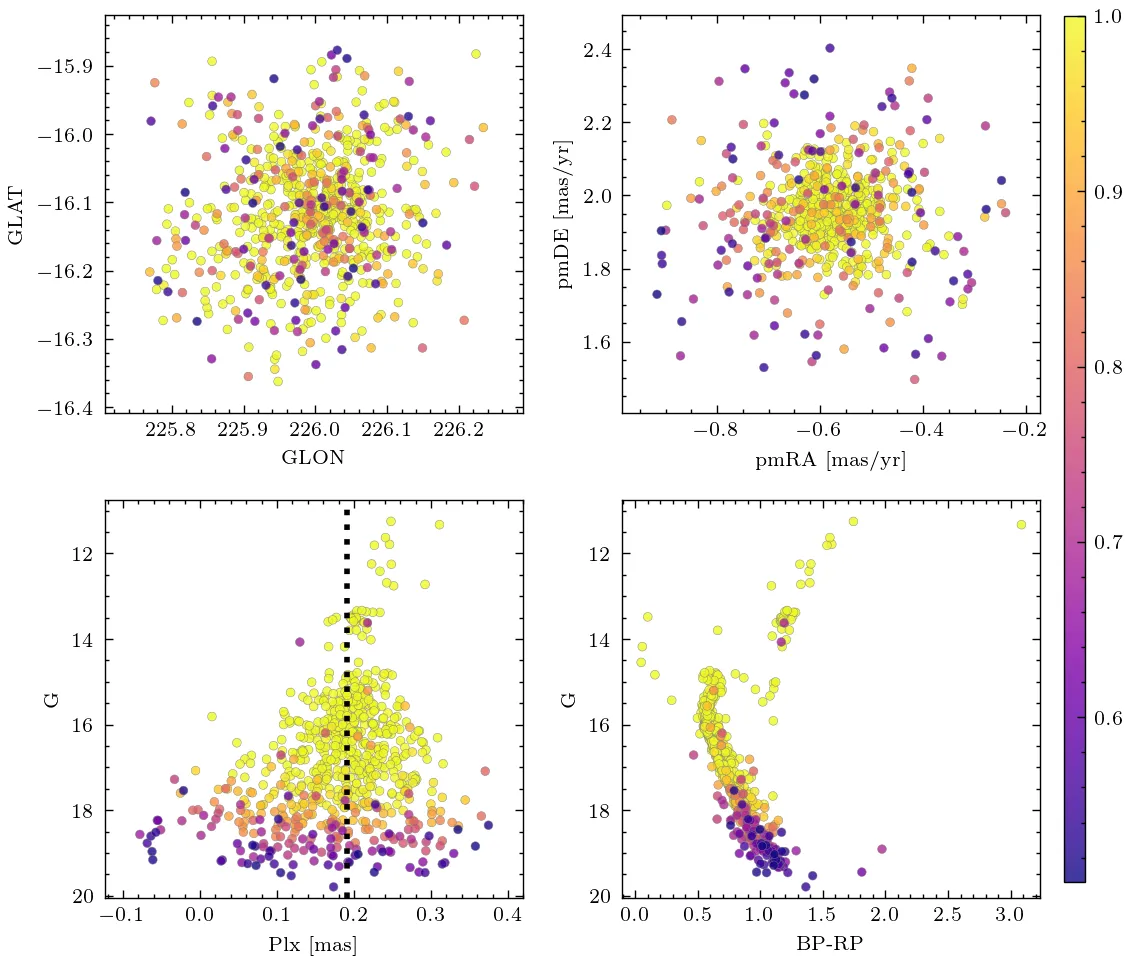 −15.9
−16.0
−16.1
−16.2
−16.3
−16.4
GLAT
225.8 225.9 226.0 226.1 226.2
GLON
2.4
2.2
2.0
1.8
1.6
pmDE [mas/yr]
−0.8 −0.6 −0.4 −0.2
pmRA [mas/yr]
1.0
0.9
0.8
0.7
0.6
12
14
16
18
20
G
−0.1 0.0 0.1 0.2 0.3 0.4
Plx [mas]
12
14
16
18
20
G
0.0 0.5 1.0 1.5 2.0 2.5 3.0
BP-RP